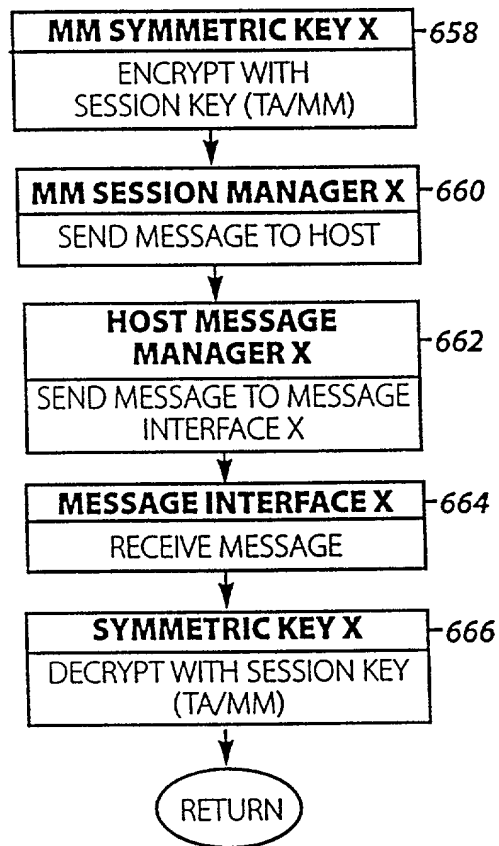 MM SYMMETRIC KEY X
658
ENCRYPT WITH
SESSION KEY (TA/MM)
MM SESSION MANAGER X
660
SEND MESSAGE TO HOST
HOST MESSAGE
MANAGER X
662
SEND MESSAGE TO MESSAGE
INTERFACE X
MESSAGE INTERFACE X
664
RECEIVE MESSAGE
SYMMETRIC KEY X
666
DECRYPT WITH SESSION KEY
(TA/MM)
RETURN